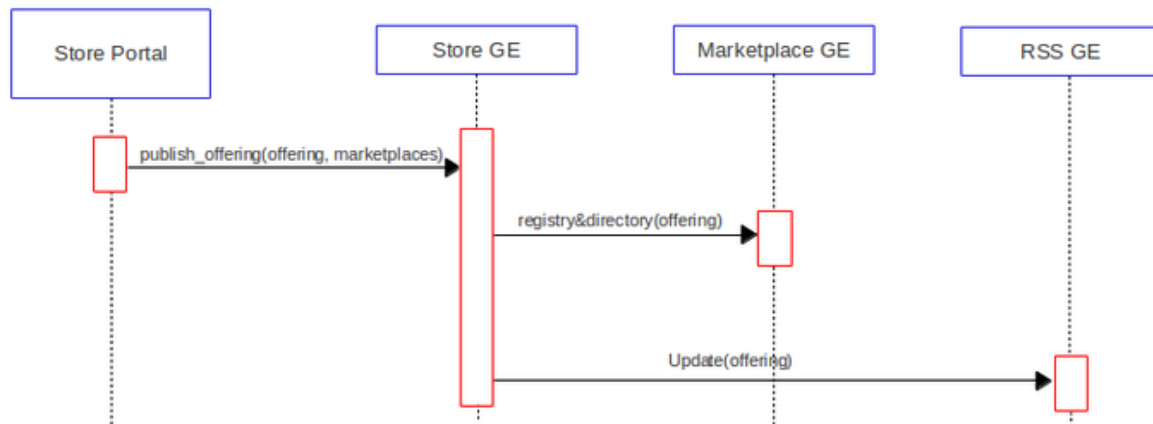 Store Portal
Store GE
Marketplace GE
RSS GE
publish_offering(offering, marketplaces)
registry&directory(offering)
Update(offering)